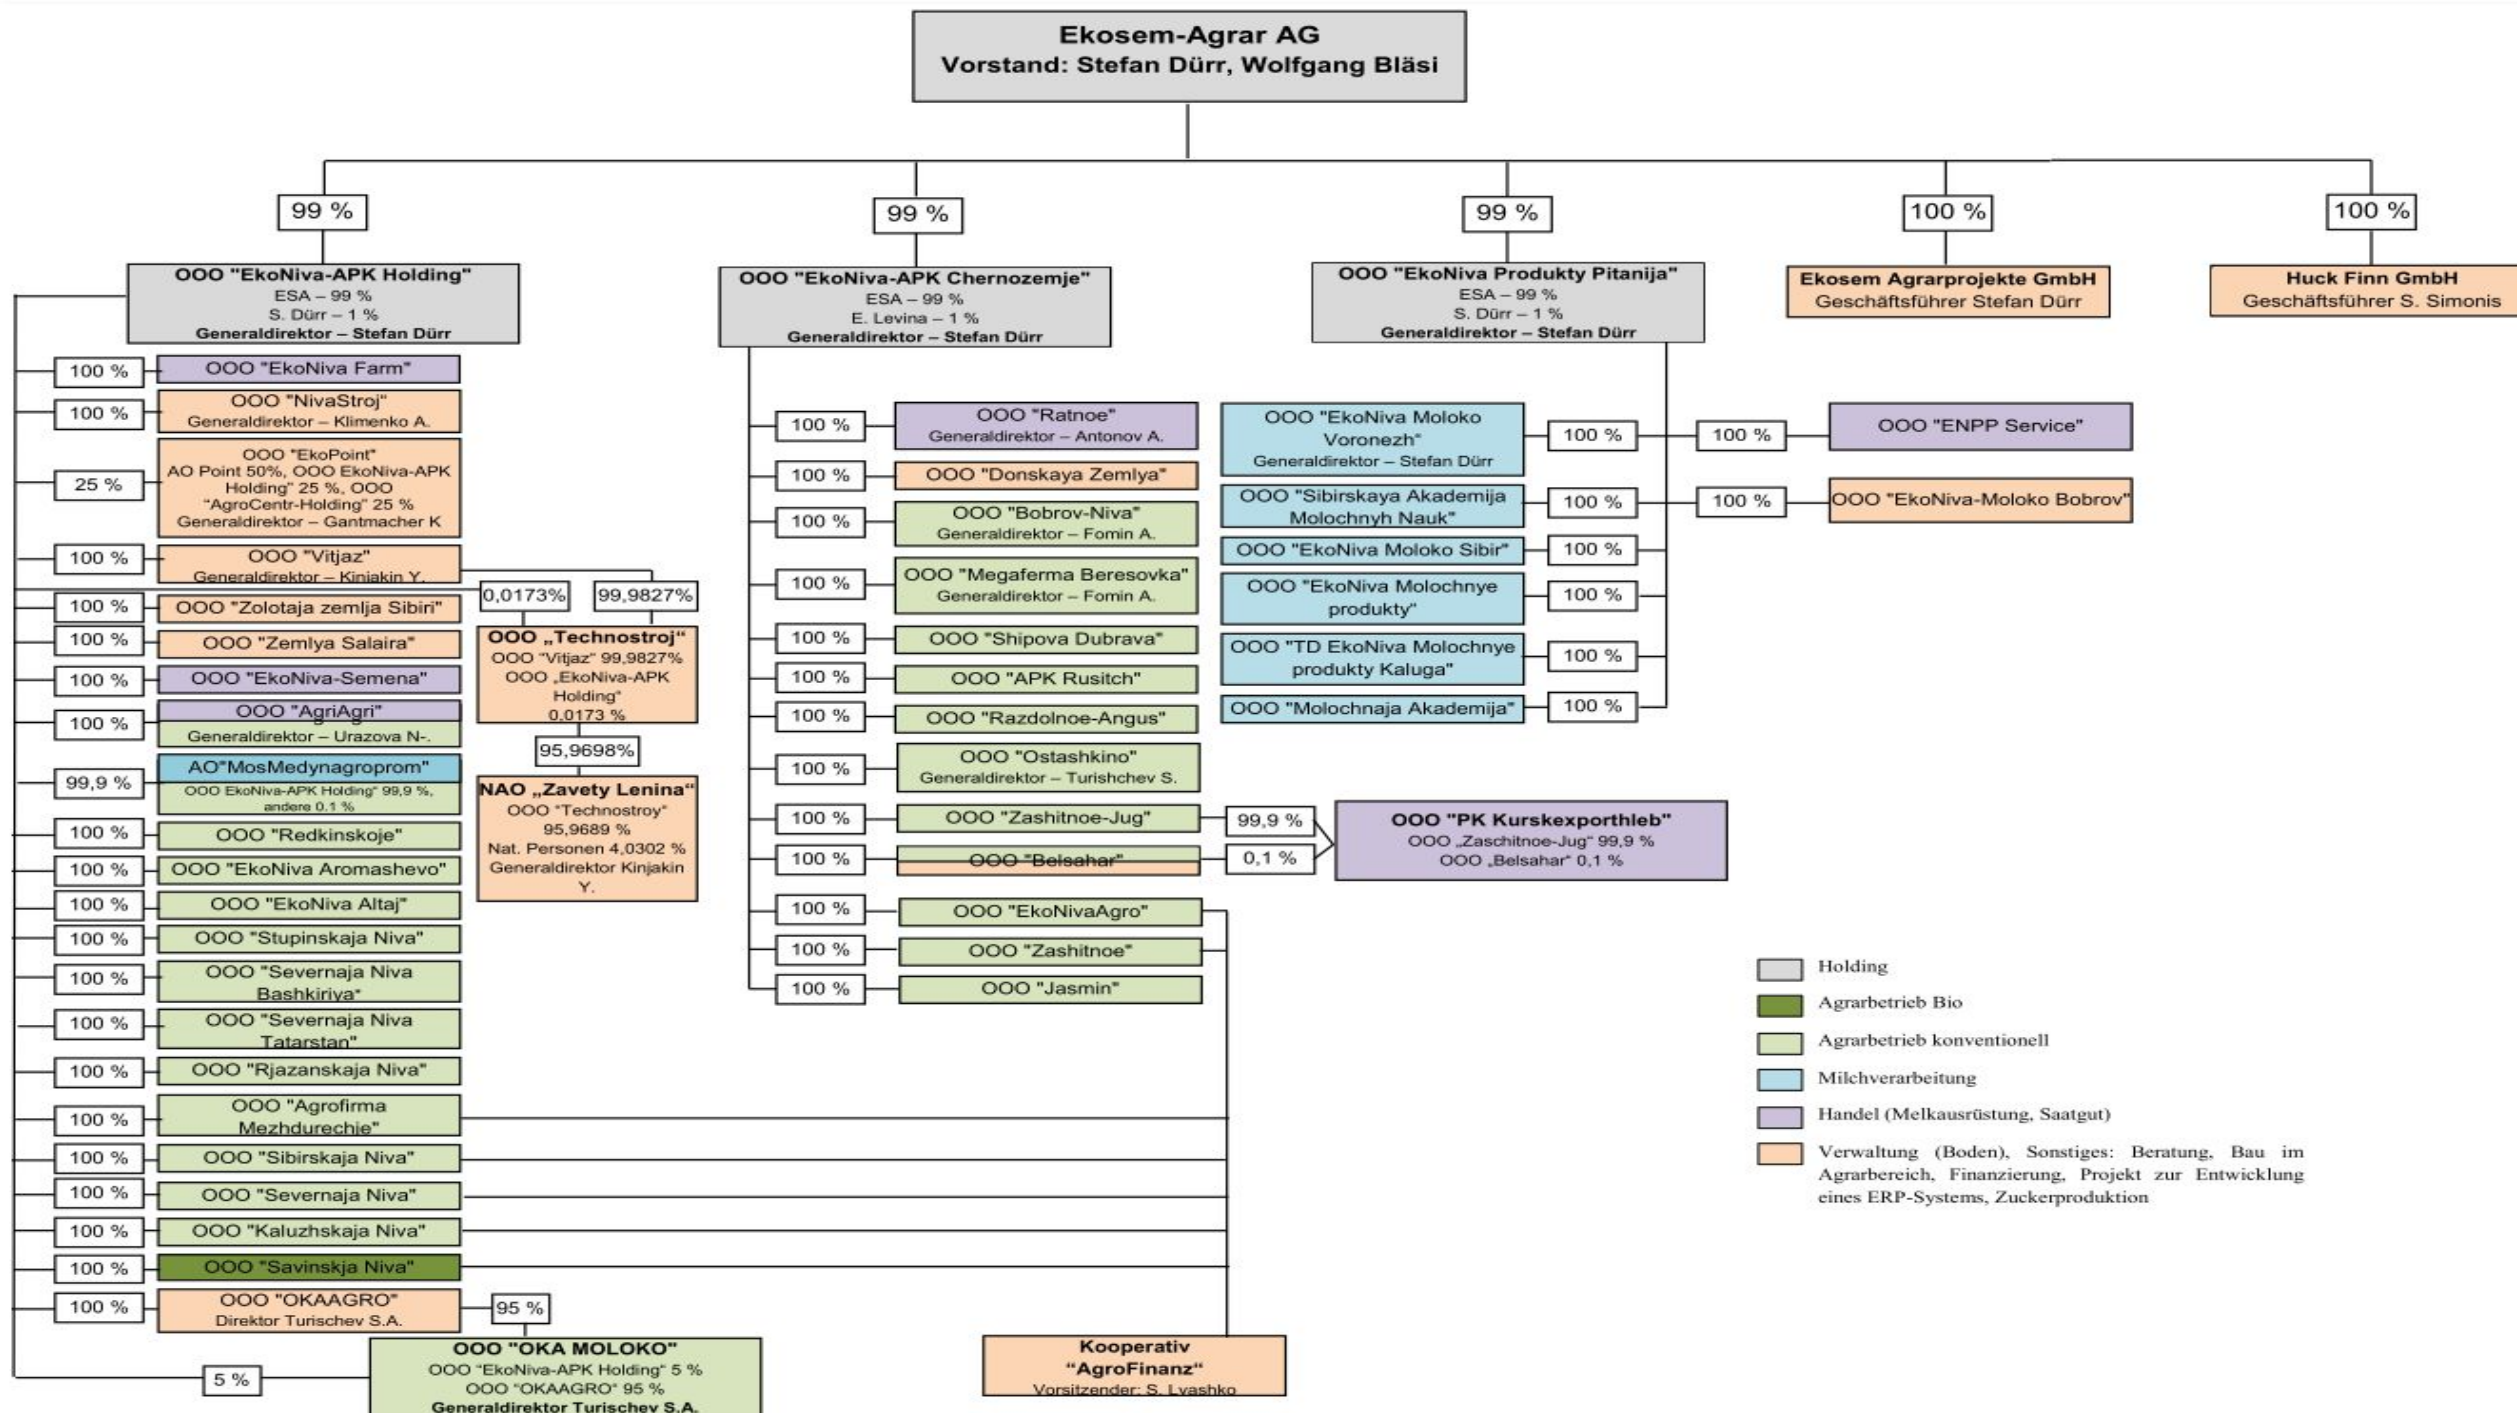 Ekosem-Agrar AG
Vorstand: Stefan Dürr, Wolfgang Bläsi
99 %
99 %
99 %
100 %
100 %
OOO "EkoNiva-APK Holding"
ESA – 99 %
S. Dürr – 1 %
Generaldirektor – Stefan Dürr
OOO "EkoNiva-APK Chernozemje"
ESA – 99 %
E. Levina – 1 %
Generaldirektor – Stefan Dürr
OOO "EkoNiva Produkty Pitanija"
ESA – 99 %
S. Dürr – 1 %
Generaldirektor – Stefan Dürr
Ekosem Agrarprojekte GmbH
Geschäftsführer Stefan Dürr
Huck Finn GmbH
Geschäftsführer S. Simonis
100 %
OOO "EkoNiva Farm"
100 %
OOO "NivaStroj"
Generaldirektor – Klimenko A.
25 %
OOO "EkoPoint"
AO Point 50%, OOO EkoNiva-APK
Holding" 25 %, OOO
"AgroCentr-Holding" 25 %
Generaldirektor – Gantmacher K
100 %
OOO "Vitjaz"
Generaldirektor – Kinjakin Y.
100 %
OOO "Zolotaja zemlja Sibiri"
100 %
OOO "Zemlya Salaira"
100 %
OOO "EkoNiva-Semena"
100 %
OOO "AgriAgri"
Generaldirektor – Urazova N-.
99,9 %
AO"MosMedynagroprom"
OOO EkoNiva-APK Holding" 99,9 %,
andere 0.1 %
100 %
OOO "Redkinskoje"
100 %
OOO "EkoNiva Aromashevo"
100 %
OOO "EkoNiva Altaj"
100 %
OOO "Stupinskaja Niva"
100 %
OOO "Severnaja Niva
Bashkiriya"
100 %
OOO "Severnaja Niva
Tatarstan"
100 %
OOO "Rjazanskaja Niva"
100 %
OOO "Agrofirma
Mezhdurechie"
100 %
OOO "Sibirskaja Niva"
100 %
OOO "Severnaja Niva"
100 %
OOO "Kaluzhskaja Niva"
100 %
OOO "Savinskja Niva"
100 %
OOO "OKAAGRO"
Direktor Turischev S.A.
95 %
5 %
OOO "OKA MOLOKO"
OOO "EkoNiva-APK Holding" 5 %
OOO "OKAAGRO" 95 %
Generaldirektor Turischev S.A.
0,0173%
99,9827%
OOO „Technostroj"
OOO "Vitjaz" 99,9827%
OOO „EkoNiva-APK
Holding"
0,0173 %
95,9698%
NAO „Zavety Lenina"
OOO "Technostroy"
95,9689 %
Nat. Personen 4,0302 %
Generaldirektor Kinjakin
Y.
100 %
OOO "Ratnoe"
Generaldirektor – Antonov A.
100 %
OOO "Donskaya Zemlya"
100 %
OOO "Bobrov-Niva"
Generaldirektor – Fomin A.
100 %
OOO "Megaferma Beresovka"
Generaldirektor – Fomin A.
100 %
OOO "Shipova Dubrava"
100 %
OOO "APK Rusitch"
100 %
OOO "Razdolnoe-Angus"
100 %
OOO "Ostashkino"
Generaldirektor – Turishchev S.
100 %
OOO "Zashitnoe-Jug"
99,9 %
100 %
OOO "Belsahar"
0,1 %
OOO "PK Kurskexporthleb"
OOO „Zaschitnoe-Jug" 99,9 %
OOO „Belsahar" 0,1 %
100 %
OOO "EkoNivaAgro"
100 %
OOO "Zashitnoe"
100 %
OOO "Jasmin"
Kooperativ
"AgroFinanz"
Vorsitzender: S. Lyashko
OOO "EkoNiva Moloko
Voronezh"
Generaldirektor – Stefan Dürr
100 %
100 %
OOO "ENPP Service"
OOO "Sibirskaya Akademija
Molochnyh Nauk"
100 %
100 %
OOO "EkoNiva-Moloko Bobrov"
OOO "EkoNiva Moloko Sibir"
100 %
OOO "EkoNiva Molochnye
produkty"
100 %
OOO "TD EkoNiva Molochnye
produkty Kaluga"
100 %
OOO "Molochnaja Akademija"
100 %
Holding
Agrarbetrieb Bio
Agrarbetrieb konventionell
Milchverarbeitung
Handel (Melkausrüstung, Saatgut)
Verwaltung (Boden), Sonstiges: Beratung, Bau im
Agrarbereich, Finanzierung, Projekt zur Entwicklung
eines ERP-Systems, Zuckerproduktion